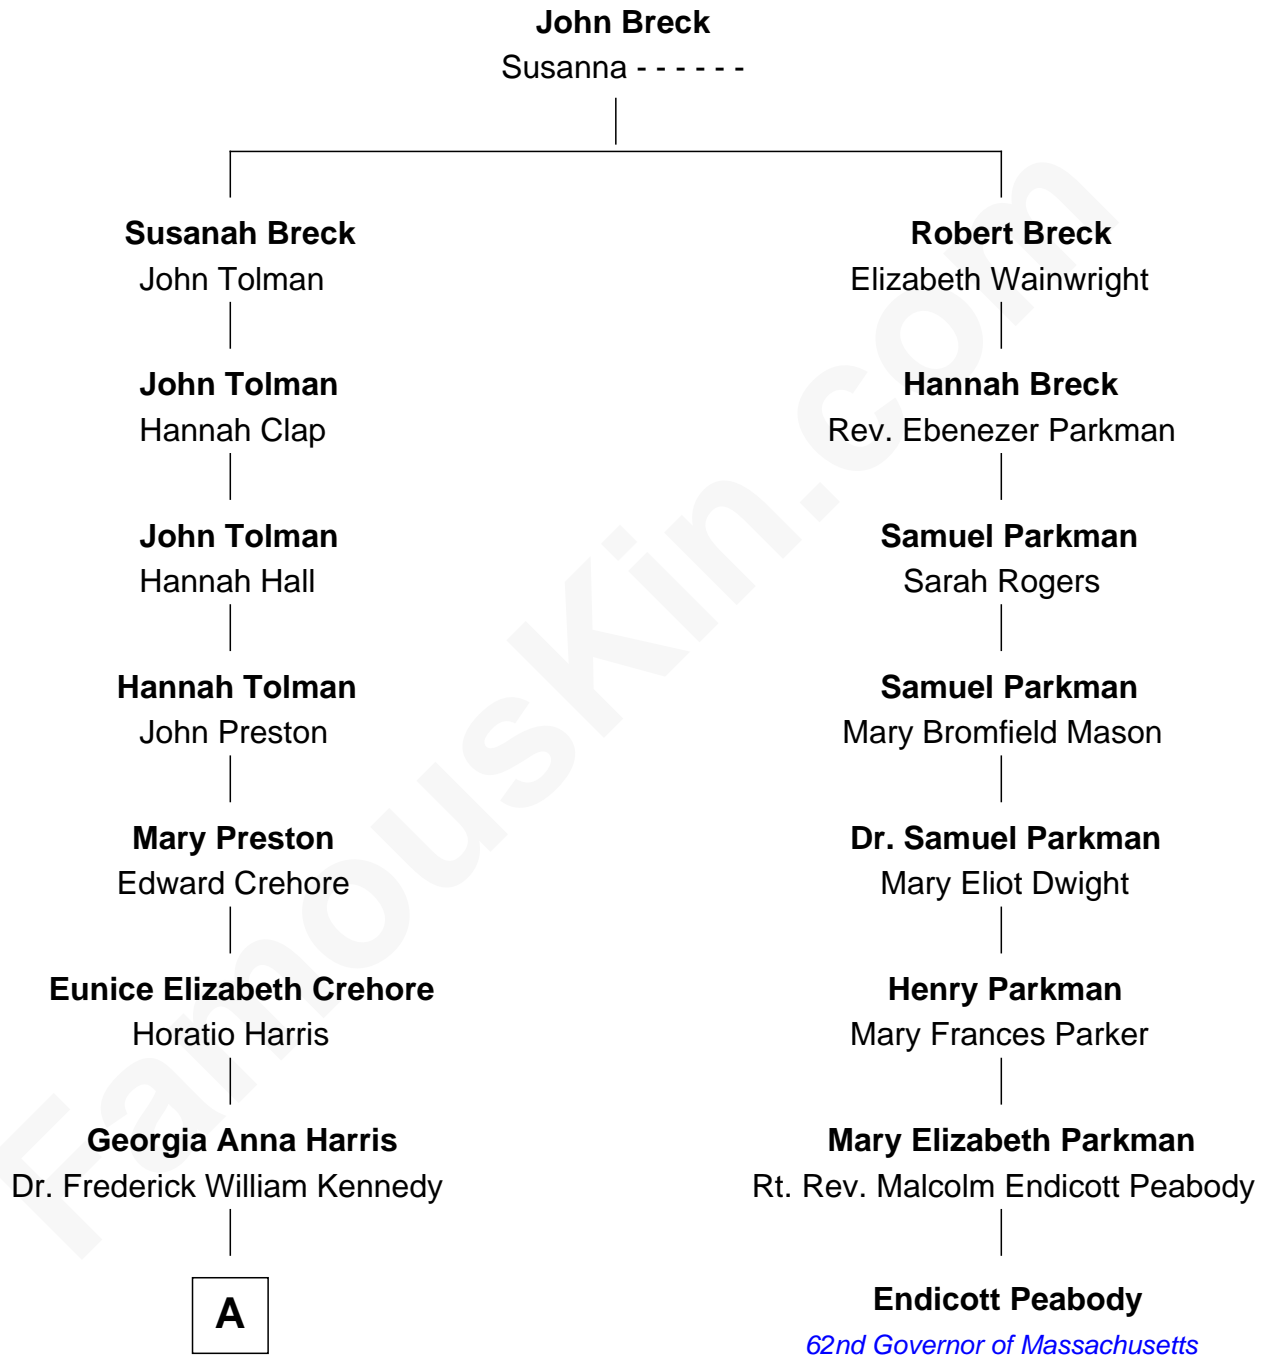 John Breck
Susanna - - - - - -
Susanah Breck
John Tolman
Robert Breck
Elizabeth Wainwright
John Tolman
Hannah Clap
Hannah Breck
Rev. Ebenezer Parkman
John Tolman
Hannah Hall
Samuel Parkman
Sarah Rogers
Hannah Tolman
John Preston
Samuel Parkman
Mary Bromfield Mason
Mary Preston
Edward Crehore
Dr. Samuel Parkman
Mary Eliot Dwight
Eunice Elizabeth Crehore
Horatio Harris
Henry Parkman
Mary Frances Parker
Georgia Anna Harris
Dr. Frederick William Kennedy
Mary Elizabeth Parkman
Rt. Rev. Malcolm Endicott Peabody
A
Endicott Peabody
62nd Governor of Massachusetts
FamousKin.com